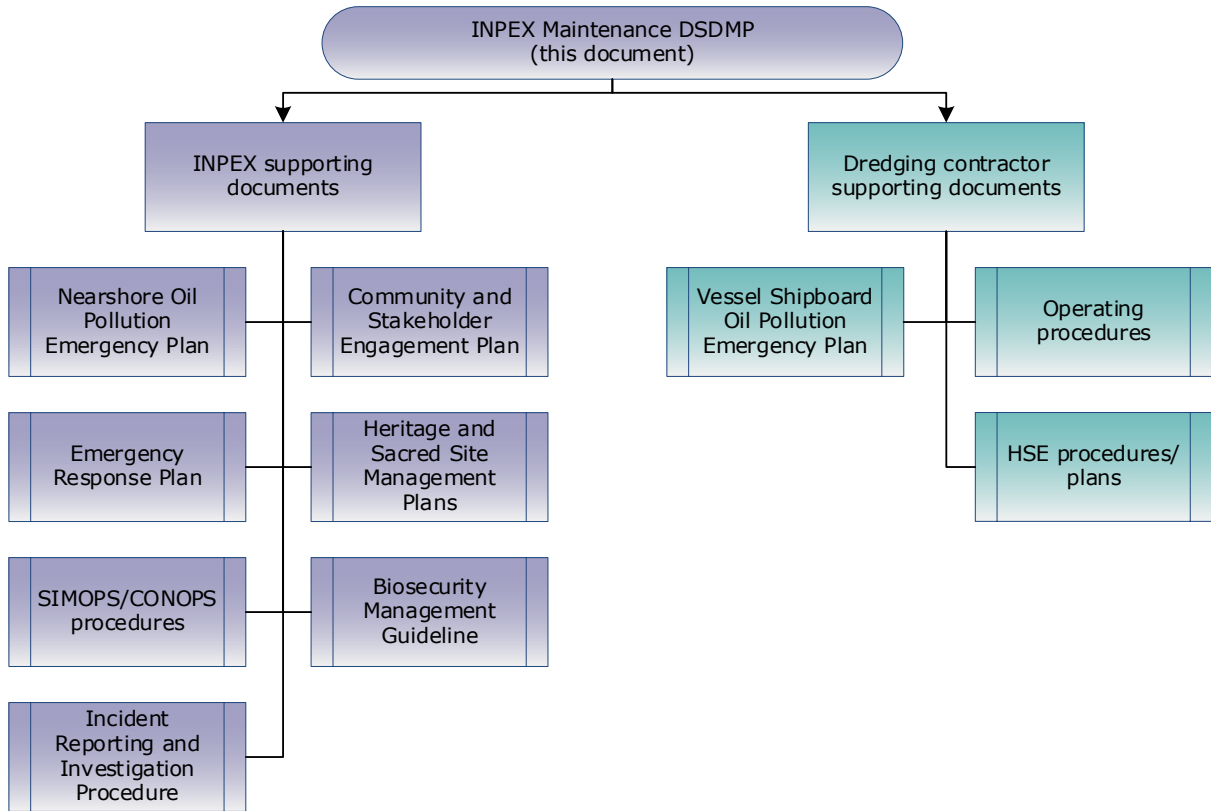 INPEX Maintenance DSDMP
(this document)
INPEX supporting
documents
Dredging contractor
supporting documents
Nearshore Oil
Pollution
Emergency Plan
Community and
Stakeholder
Engagement Plan
Vessel Shipboard
Oil Pollution
Emergency Plan
Operating
procedures
Emergency
Response Plan
Heritage and
Sacred Site
Management
Plans
HSE procedures/
plans
SIMOPS/CONOPS
procedures
Biosecurity
Management
Guideline
Incident
Reporting and
Investigation
Procedure